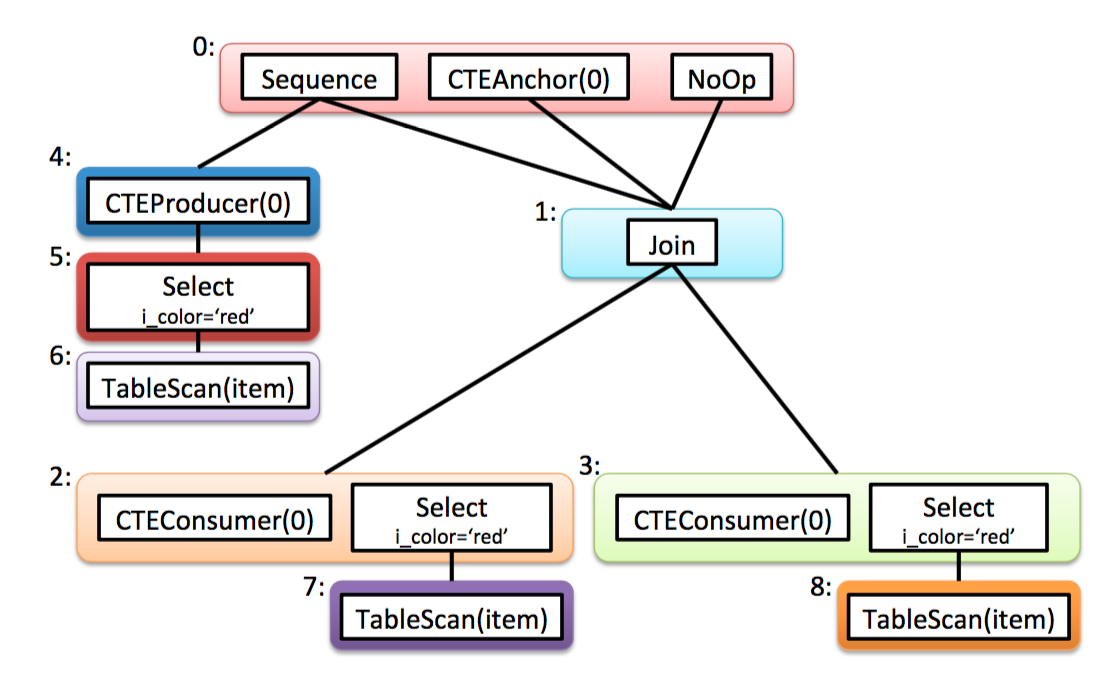 0:
Sequence
CTEAnchor(0)
NoOp
4:
CTEProducer(0)
1:
Join
5:
Select
i_color=‘red’
6:
TableScan(item)
2:
CTEConsumer(0)
Select
i_color=‘red’
3:
CTEConsumer(0)
Select
i_color=‘red’
7:
TableScan(item)
8:
TableScan(item)